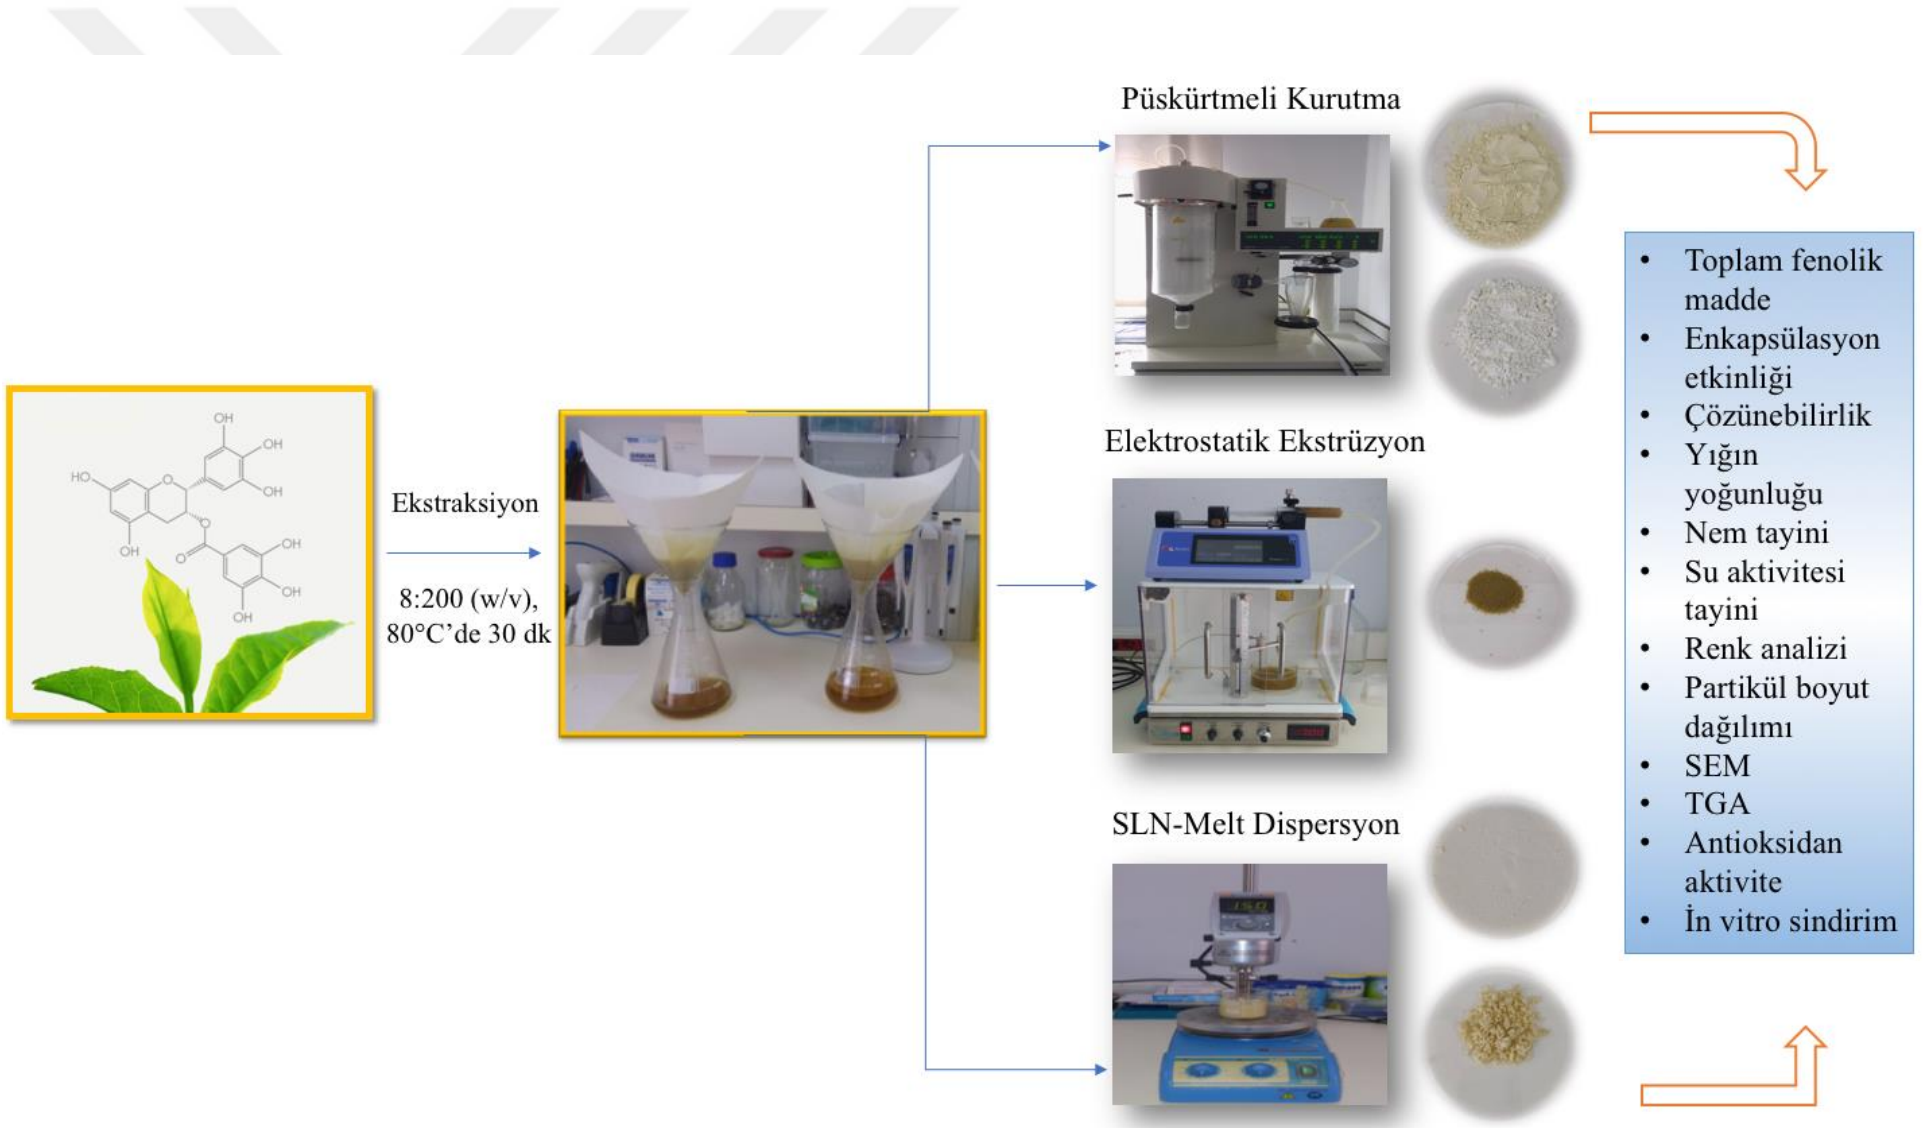 Püskürtmeli Kurutma
OH
OH
OH
HO
O
OH
O
O
OH
OH
OH
OH
Ekstraksiyon
8:200 (w/v),
80°C’de 30 dk
Elektrostatik Ekstrüzyon
SLN-Melt Dispersyon
150
• Toplam fenolik
madde
• Enkapsülasyon
etkinliği
• Çözünebilirlik
• Yığın
yoğunluğu
• Nem tayini
• Su aktivitesi
tayini
• Renk analizi
• Partikül boyut
dağılımı
• SEM
• TGA
• Antioksidan
aktivite
• İn vitro sindirim